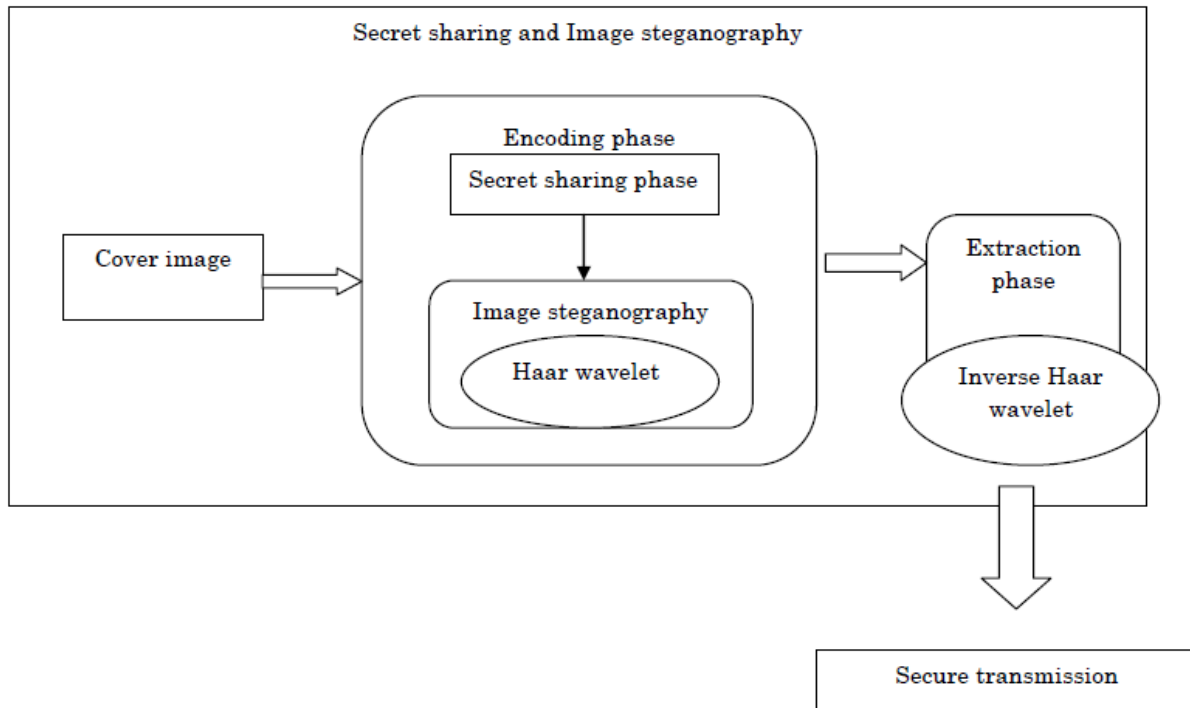 Secret sharing and Image steganography
Encoding phase
Secret sharing phase
Cover image
Image steganography
Haar wavelet
Extraction
phase
Inverse Haar
wavelet
Secure transmission